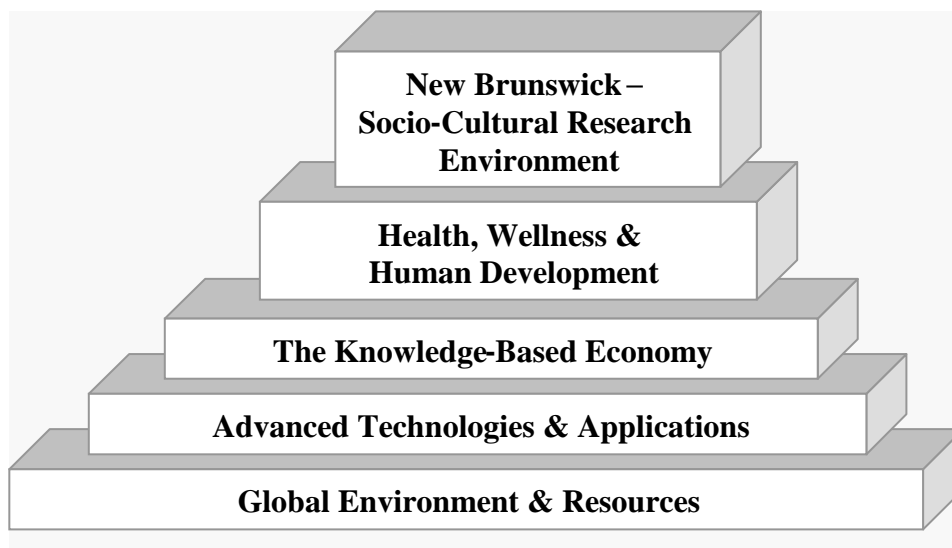 New Brunswick –
Socio-Cultural Research
Environment
Health, Wellness &
Human Development
The Knowledge-Based Economy
Advanced Technologies & Applications
Global Environment & Resources